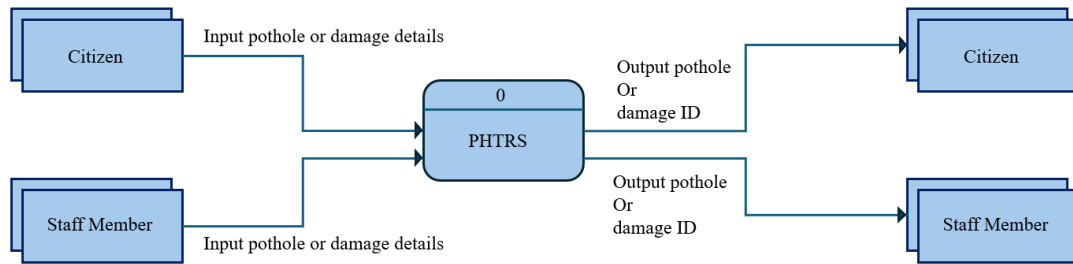 Citizen
Input pothole or damage details
Staff Member
Input pothole or damage details
0
PHTRS
Output pothole
Or
damage ID
Output pothole
Or
damage ID
Citizen
Staff Member